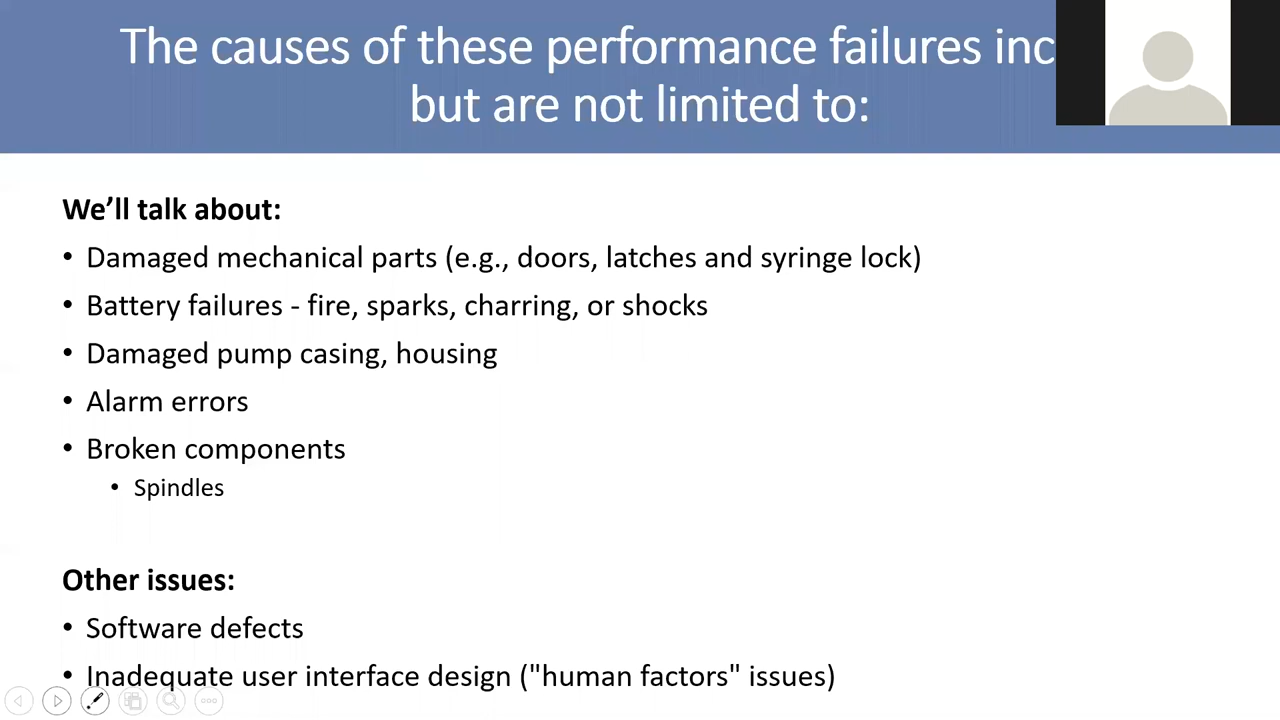 The causes of these performance failures inc
but are not limited to:
We’ll talk about:
• Damaged mechanical parts (e.g., doors, latches and syringe lock)
• Battery failures - fire, sparks, charring, or shocks
• Damaged pump casing, housing
• Alarm errors
• Broken components
• Spindles
Other issues:
• Software defects
• Inadequate user interface design ("human factors" issues)